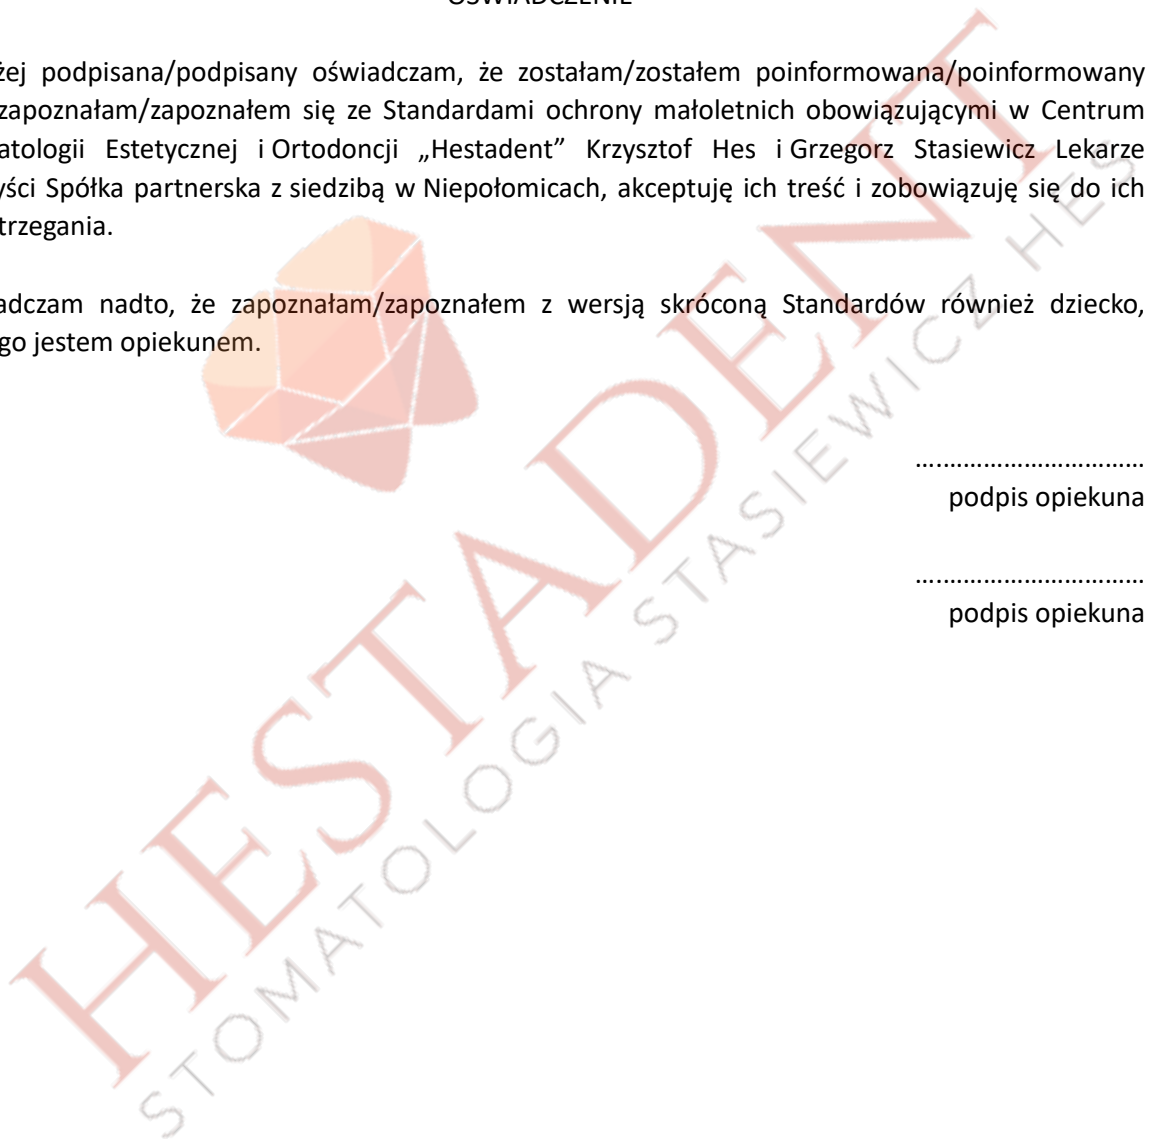 OŚWIADCZENIE
żej podpisana/podpisany oświadczam, że zostałam/zostałem poinformowana/poinformowany
zapoznałam/zapoznałem się ze Standardami ochrony małoletnich obowiązującymi w Centrum
atologii Estetycznej i Ortodoncji „Hestadent” Krzysztof Hes i Grzegorz Stasiewicz Lekarze
yści Spółka partnerska z siedzibą w Niepołomicach, akceptuję ich treść i zobowiązuję się do ich
trzegania.
adczam nadto, że zapoznałam/zapoznałem z wersją skróconą Standardów również dziecko,
go jestem opiekunem.
……………………………
podpis opiekuna
……………………………
podpis opiekuna
HESTADENT
STOMATOLOGIA STASIEWICZ HES